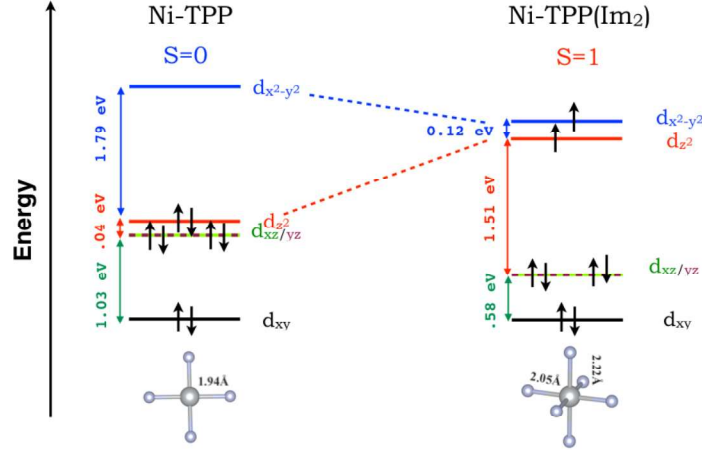 Ni-TPP
Ni-TPP(Im₂)
S=0
S=1
Energy
dx²-y²
1.79 eV
dz²
.04 eV
dxz/yz
1.03 eV
dxy
1.94Å
0.12 eV
dx²-y²
dz²
1.51 eV
dxz/yz
.58 eV
dxy
2.05Å
2.22Å